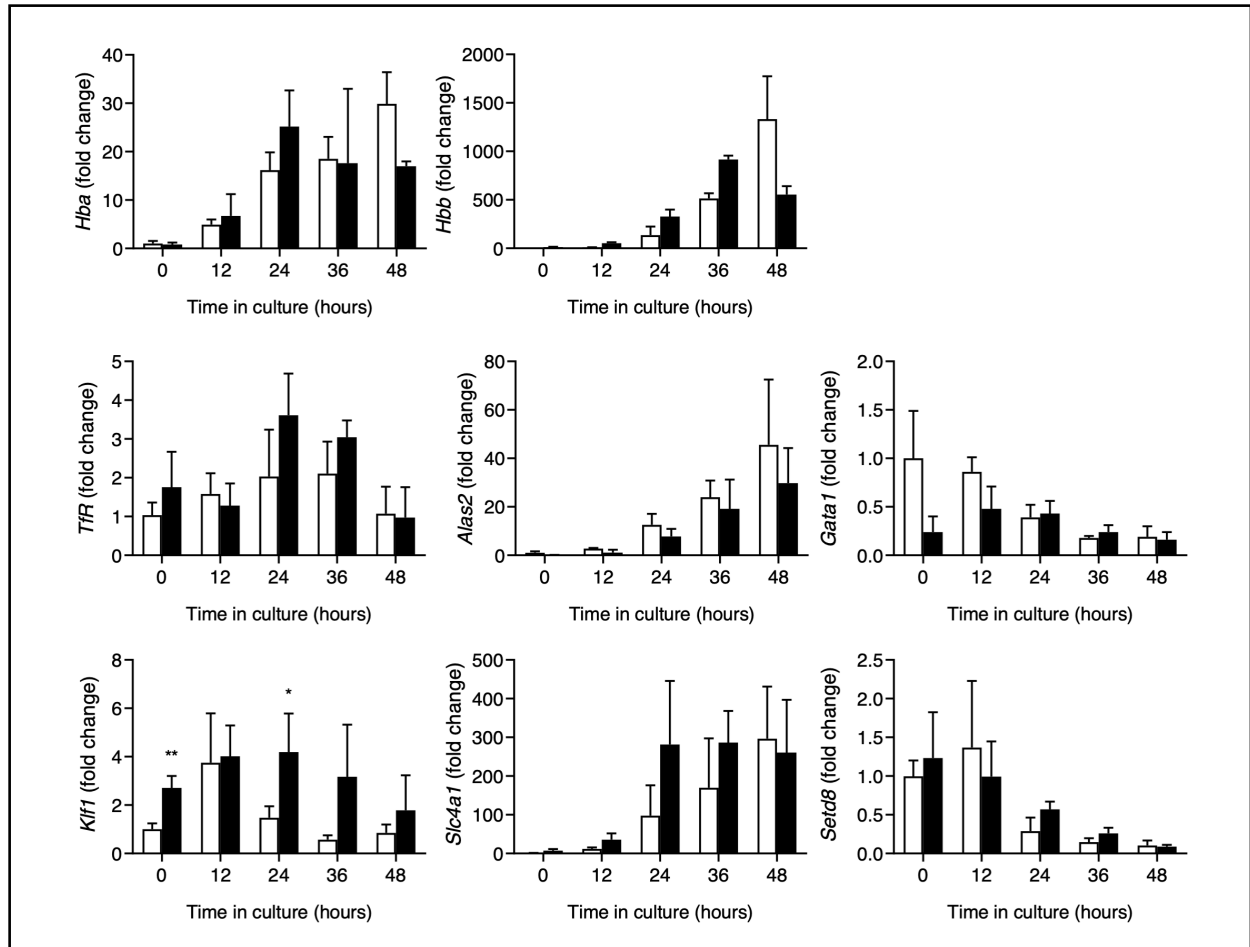 Hba (fold change)
40
30
20
10
0
0 12 24 36 48
Time in culture (hours)
Hbb (fold change)
2000
1500
1000
500
0
0 12 24 36 48
Time in culture (hours)
TfR (fold change)
5
4
3
2
1
0
0 12 24 36 48
Time in culture (hours)
Alas2 (fold change)
80
60
40
20
0
0 12 24 36 48
Time in culture (hours)
Gata1 (fold change)
2.0
1.5
1.0
0.5
0.0
0 12 24 36 48
Time in culture (hours)
Klf1 (fold change)
8
6
4
2
0
**
*
0 12 24 36 48
Time in culture (hours)
Slc4a1 (fold change)
500
400
300
200
100
0
0 12 24 36 48
Time in culture (hours)
Setd8 (fold change)
2.5
2.0
1.5
1.0
0.5
0.0
0 12 24 36 48
Time in culture (hours)